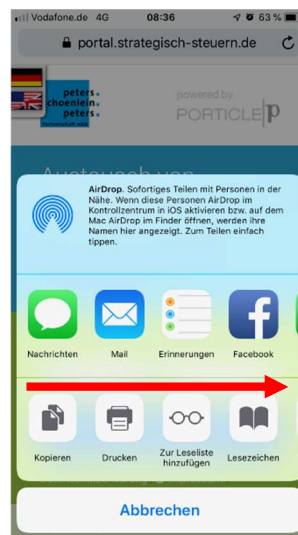 Vodafone.de 4G 08:36 63 %
portal.strategisch-steuern.de
peters.
schoenlein.
peters.
powered by
PORTICLE P
Austausch von
AirDrop. Sofortiges Teilen mit Personen in der
Nähe. Wenn diese Personen AirDrop im
Kontrollzentrum in iOS aktivieren bzw. auf dem
Mac AirDrop im Finder öffnen, werden ihre
Namen hier angezeigt. Zum Teilen einfach
tippen.
Nachrichten Mail Erinnerungen Facebook
Kopieren Drucken Zur Leseliste hinzufügen Lesezeichen
Abbrechen